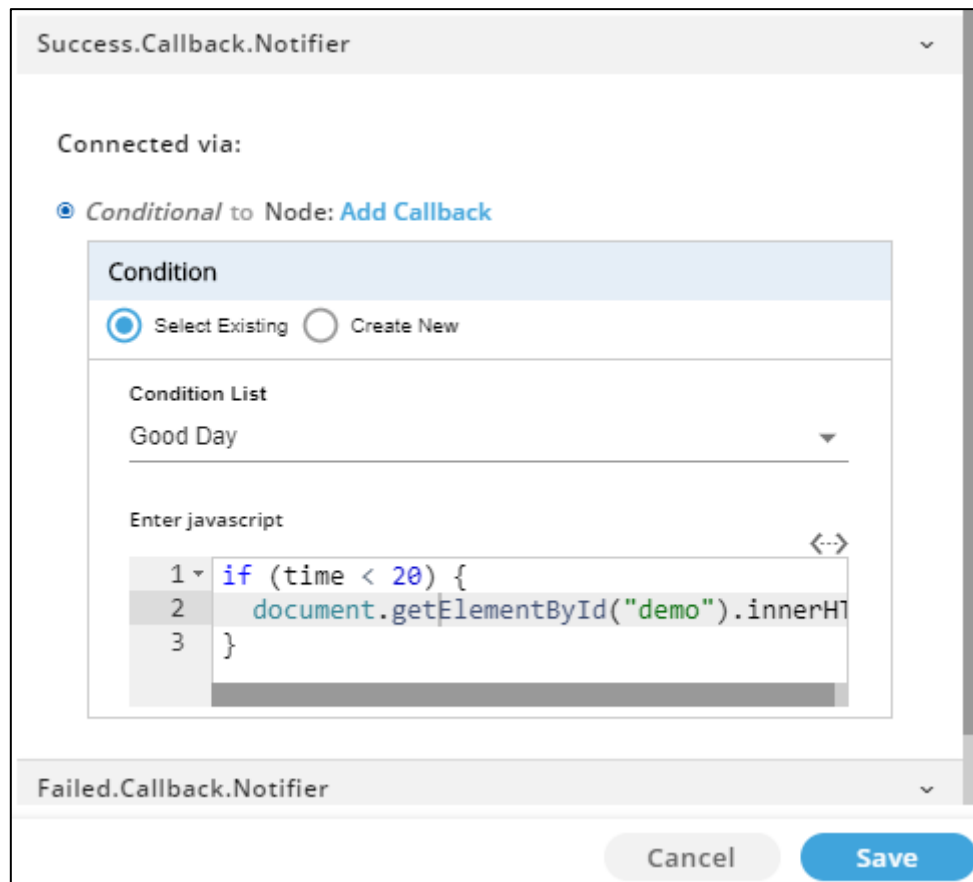 Success.Callback.Notifier
Connected via:
Conditional to Node: Add Callback
Condition
Select Existing Create New
Condition List
Good Day
Enter javascript
1 if (time < 20) {
2 document.getElementById("demo").innerHT
3 }
Failed.Callback.Notifier
Cancel Save